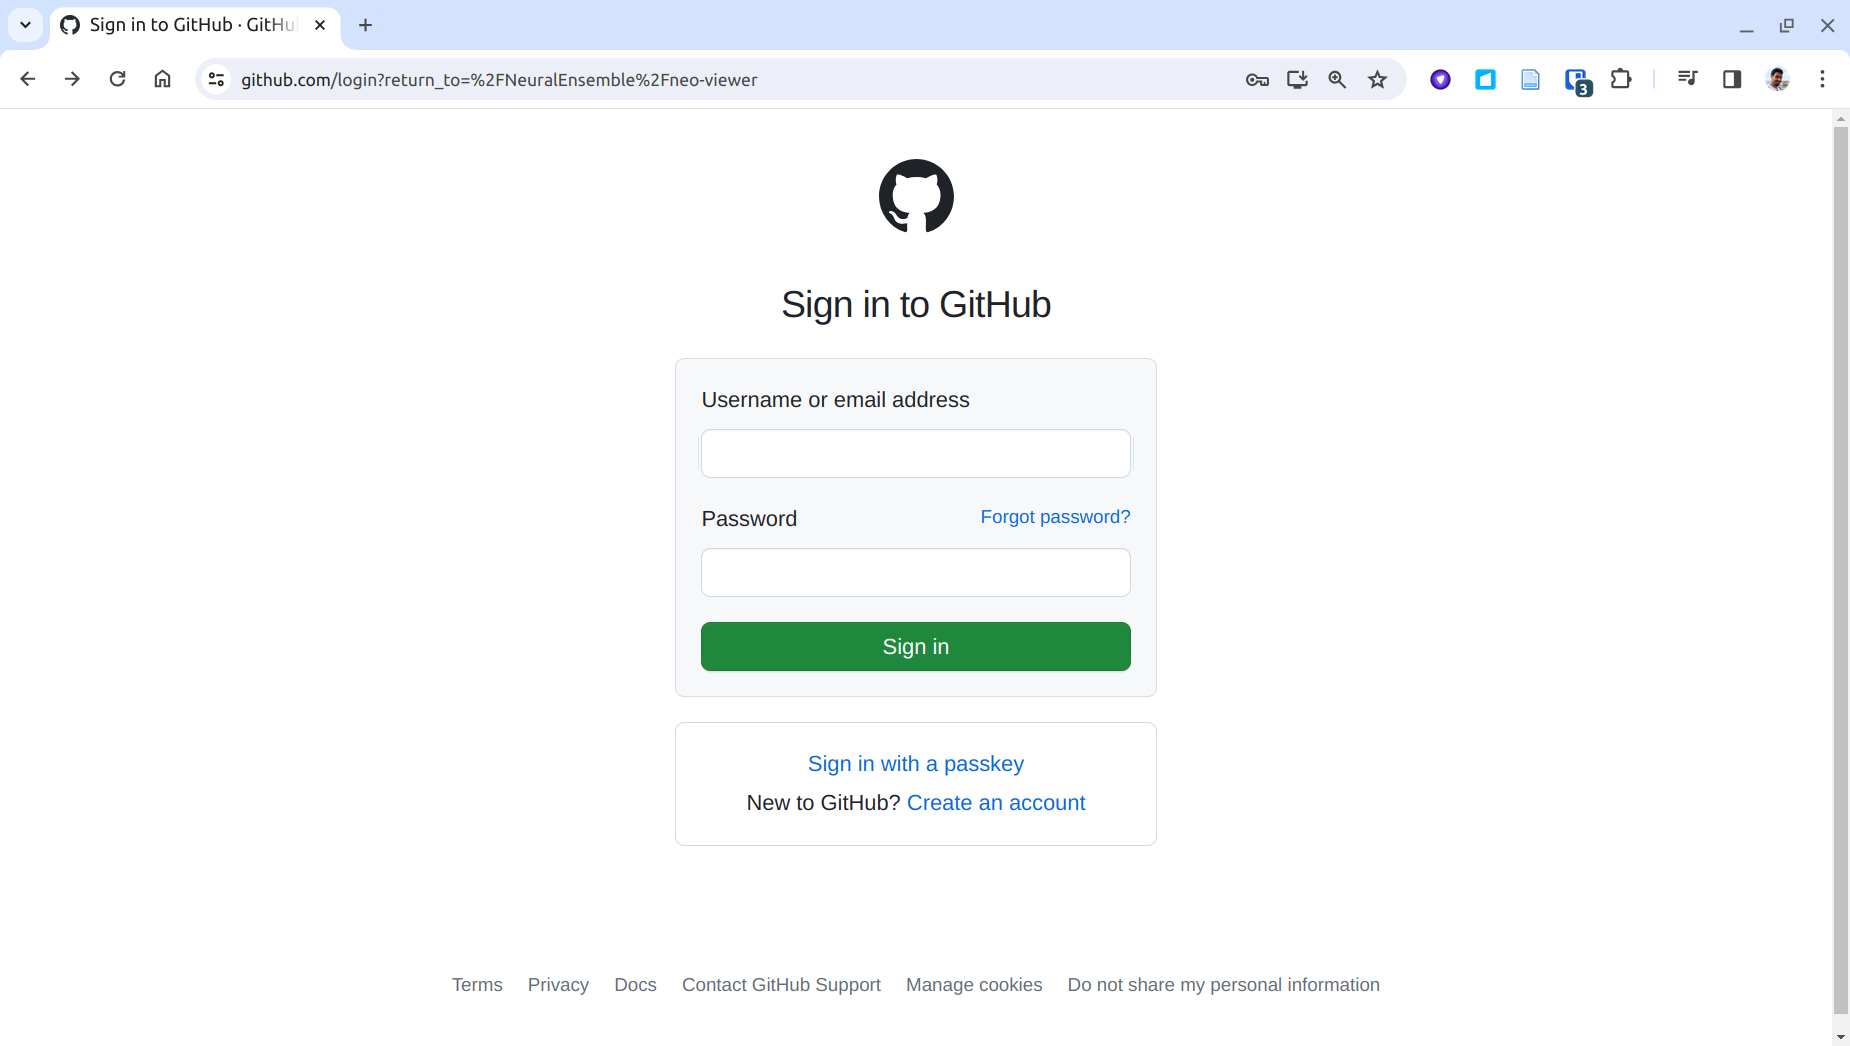 Sign in to GitHub · GitHu
github.com/login?return_to=%2FNeuralEnsemble%2Fneo-viewer
3
Sign in to GitHub
Username or email address
Password
Forgot password?
Sign in
Sign in with a passkey
New to GitHub? Create an account
Terms Privacy Docs Contact GitHub Support Manage cookies Do not share my personal information